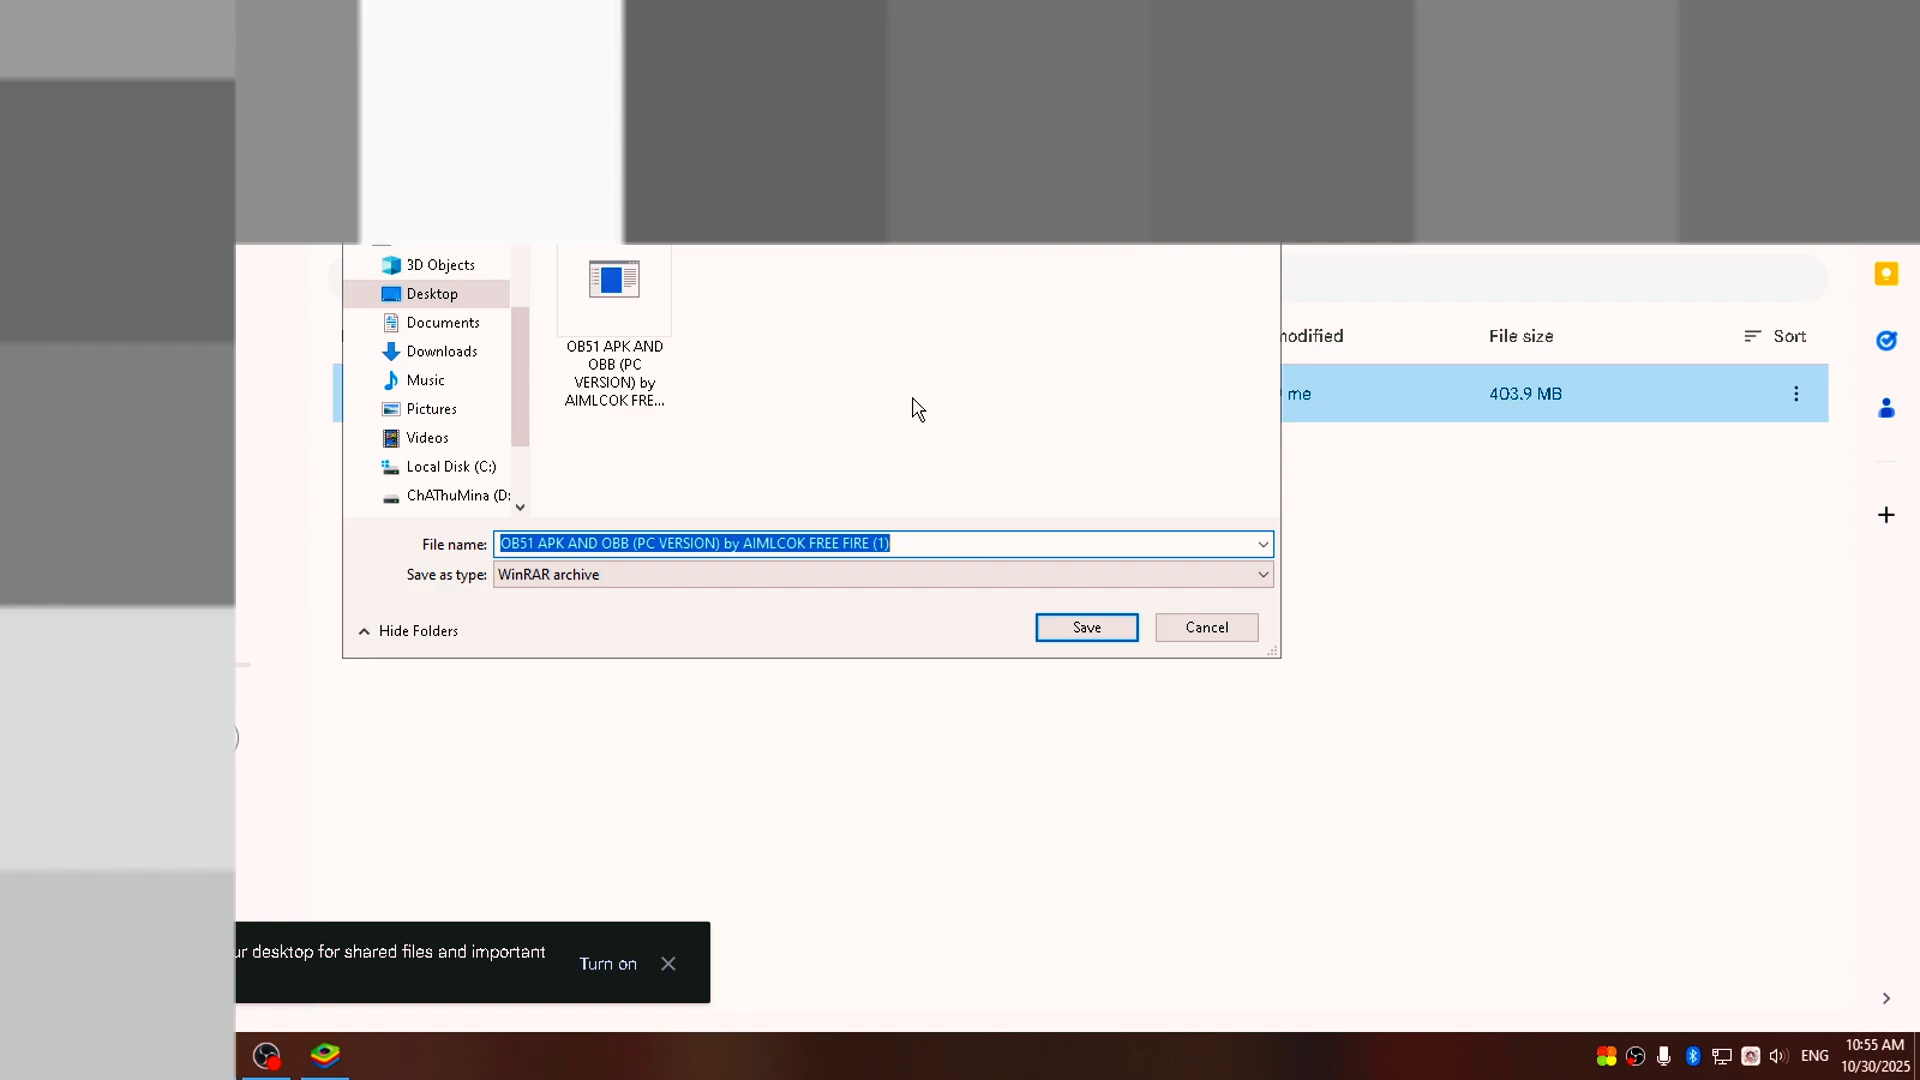 3D Objects
Desktop
Documents
Downloads
Music
Pictures
Videos
Local Disk (C:)
ChAThuMina (D:
OB51 APK AND
OBB (PC
VERSION) by
AIMLCOK FRE...
File name: OB51 APK AND OBB (PC VERSION) by AIMLCOK FREE FIRE (1)
Save as type: WinRAR archive
Hide Folders
Save
Cancel
modified File size Sort
me 403.9 MB
ur desktop for shared files and important
Turn on
ENG
10:55 AM
10/30/2025